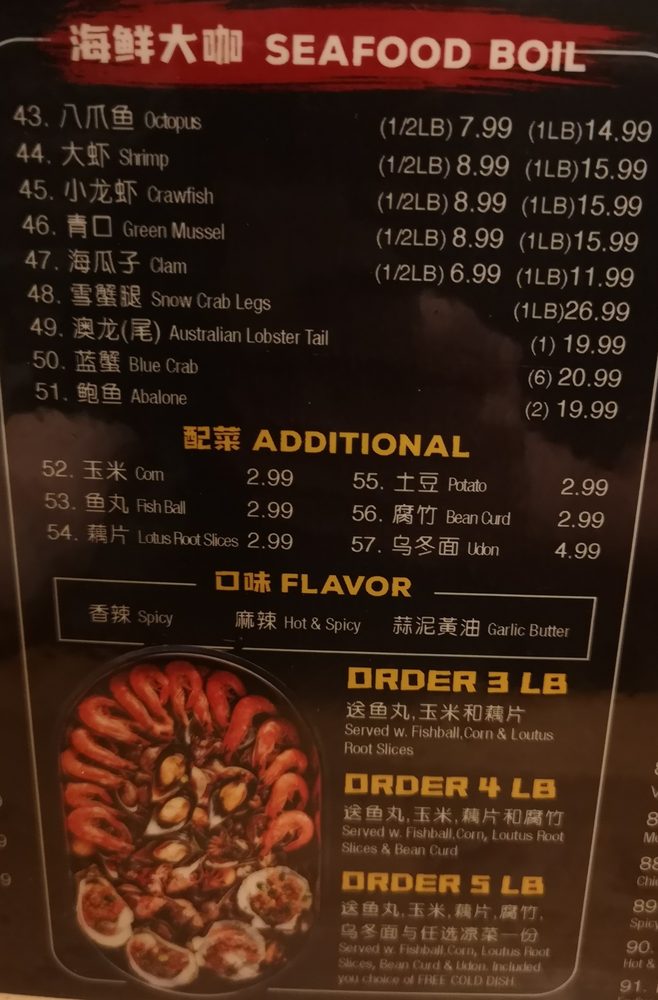 海鲜大咖 SEAFOOD BOIL
43. 八爪鱼 Octopus (1/2LB) 7.99 (1LB)14.99
44. 大虾 Shrimp (1/2LB) 8.99 (1LB)15.99
45. 小龙虾 Crawfish (1/2LB) 8.99 (1LB)15.99
46. 青口 Green Mussel (1/2LB) 8.99 (1LB)15.99
47. 海瓜子 Clam (1/2LB) 6.99 (1LB)11.99
48. 雪蟹腿 Snow Crab Legs (1LB)26.99
49. 澳龙(尾) Australian Lobster Tail (1) 19.99
50. 蓝蟹 Blue Crab (6) 20.99
51. 鲍鱼 Abalone (2) 19.99
配菜 ADDITIONAL
52. 玉米 Corn 2.99 55. 土豆 Potato 2.99
53. 鱼丸 Fish Ball 2.99 56. 腐竹 Bean Curd 2.99
54. 藕片 Lotus Root Slices 2.99 57. 乌冬面 Udon 4.99
口味 FLAVOR
香辣 Spicy 麻辣 Hot & Spicy 蒜泥黃油 Garlic Butter
ORDER 3 LB
送鱼丸,玉米和藕片
Served w. Fishball,Corn & Loutus
Root Slices
ORDER 4 LB
送鱼丸,玉米,藕片和腐竹
Served w. Fishball,Corn, Loutus Root
Slices & Bean Curd
ORDER 5 LB
送鱼丸,玉米,藕片,腐竹,
乌冬面与任选凉菜一份
Served w. Fishball,Corn, Loutus Root
Slices, Bean Curd & Udon. Included
you choice of FREE COLD DISH
88
89
Spicy
90.
Hot &
91.